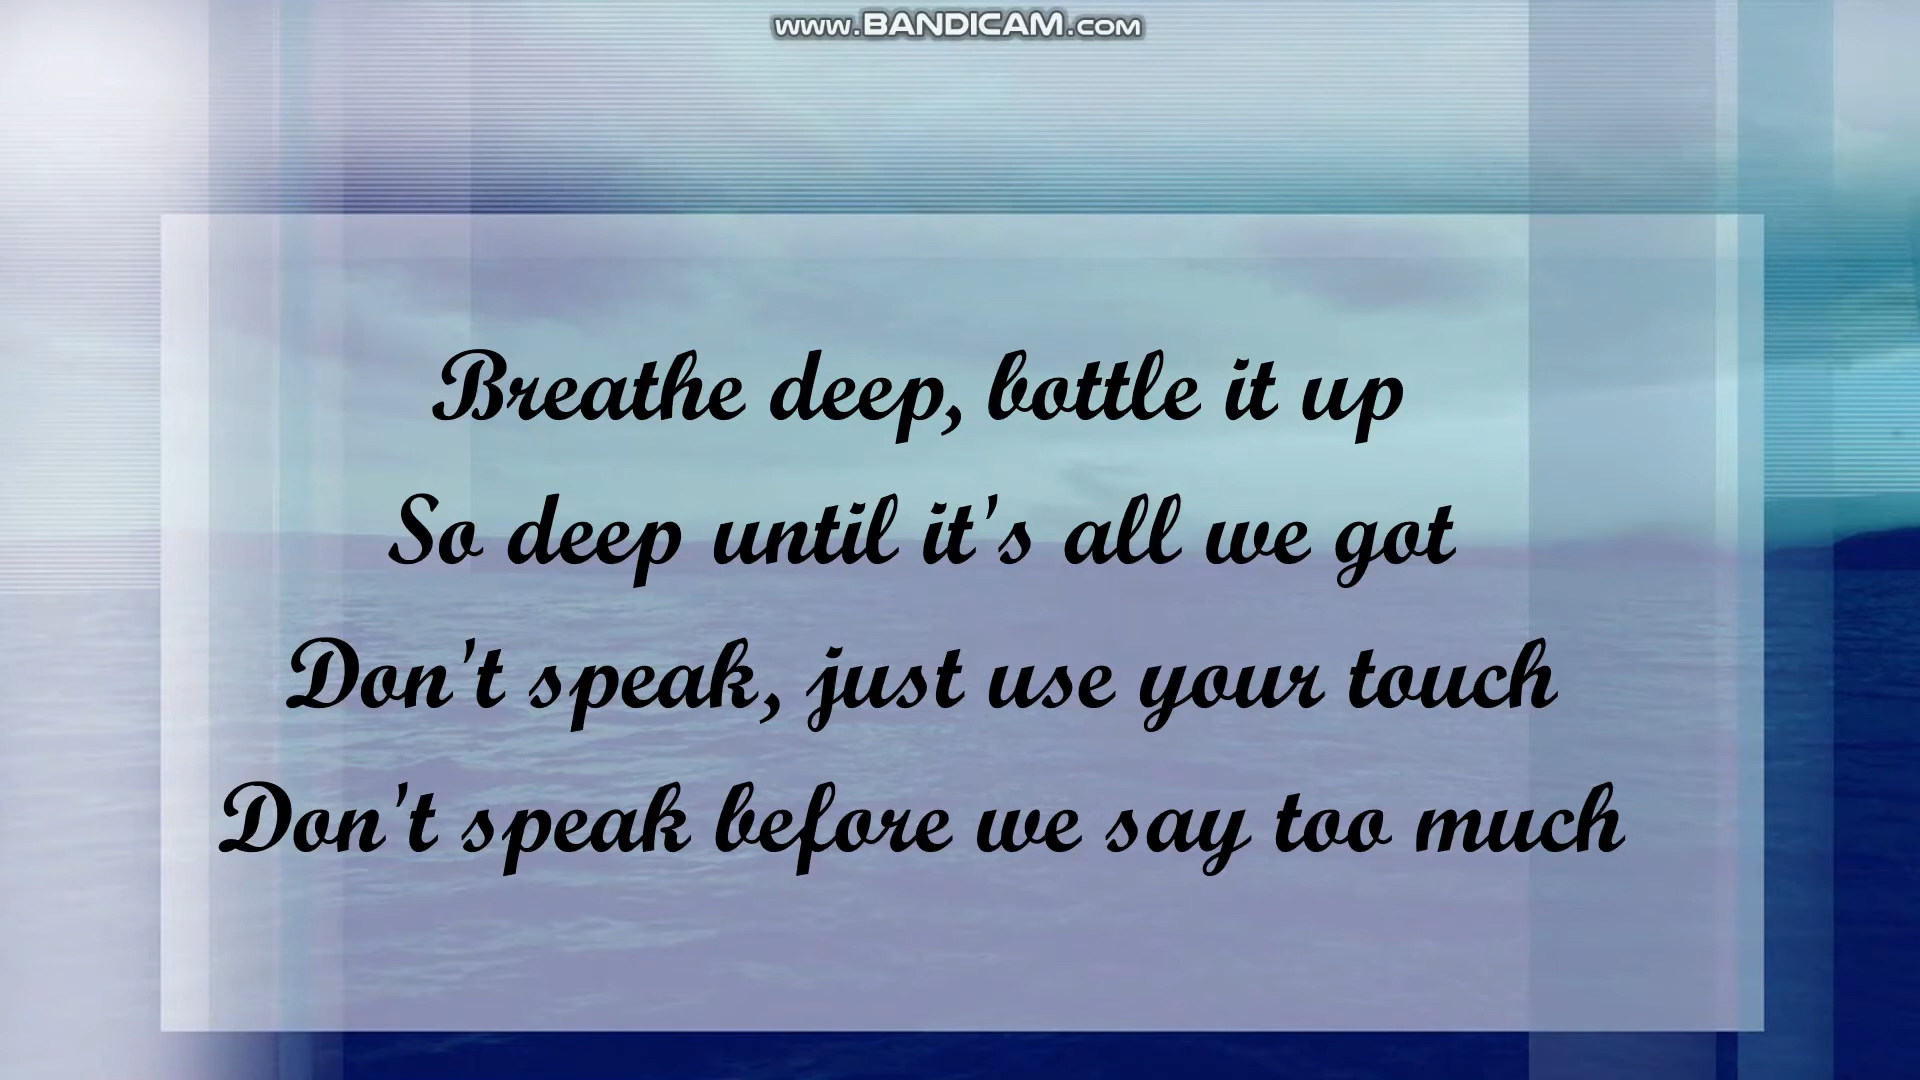 www.BANDICAM.com
Breathe deep, bottle it up
So deep until it's all we got
Don't speak, just use your touch
Don't speak before we say too much